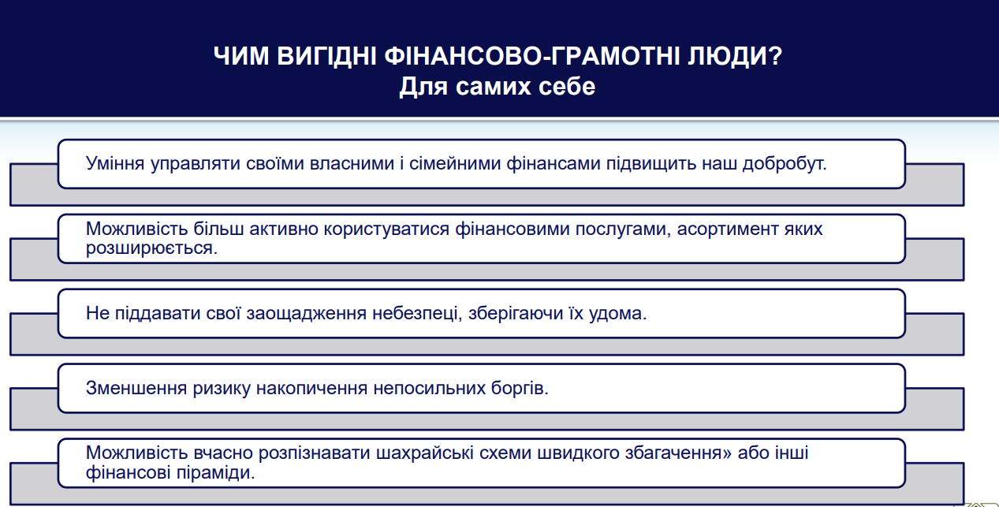 ЧИМ ВИГІДНІ ФІНАНСОВО-ГРАМОТНІ ЛЮДИ?
Для самих себе
Уміння управляти своїми власними і сімейними фінансами підвищить наш добробут.
Можливість більш активно користуватися фінансовими послугами, асортимент яких
розширюється.
Не піддавати свої заощадження небезпеці, зберігаючи їх удома.
Зменшення ризику накопичення непосильних боргів.
Можливість вчасно розпізнавати шахрайські схеми швидкого збагачення» або інші
фінансові піраміди.